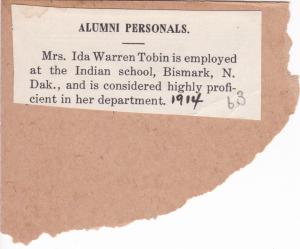 ALUMNI PERSONALS.
Mrs. Ida Warren Tobin is employed
at the Indian school, Bismark, N.
Dak., and is considered highly profi-
cient in her department. 1914 63